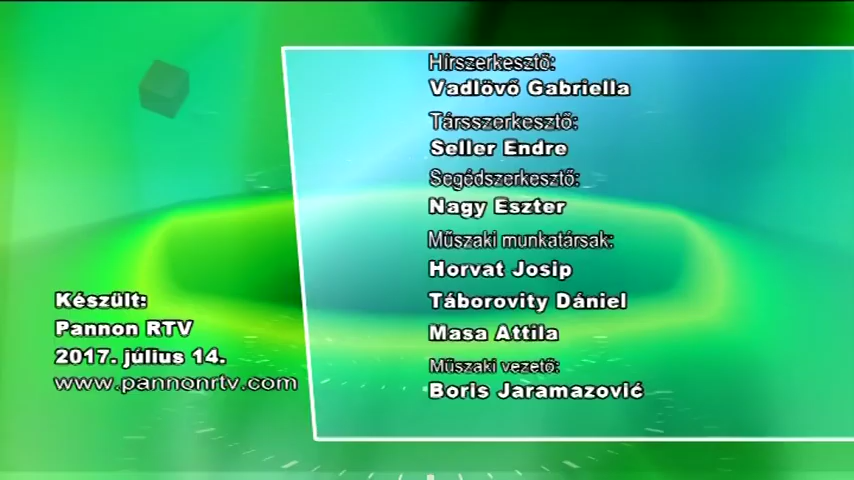 Hírszerkesztő:
Vadlövő Gabriella
Társszerkesztő:
Seller Endre
Segédszerkesztő:
Nagy Eszter
Műszaki munkatársak:
Horvat Josip
Táborovity Dániel
Masa Attila
Műszaki vezető:
Boris Jaramazović
Készült:
Pannon RTV
2017. július 14.
www.pannonrtv.com